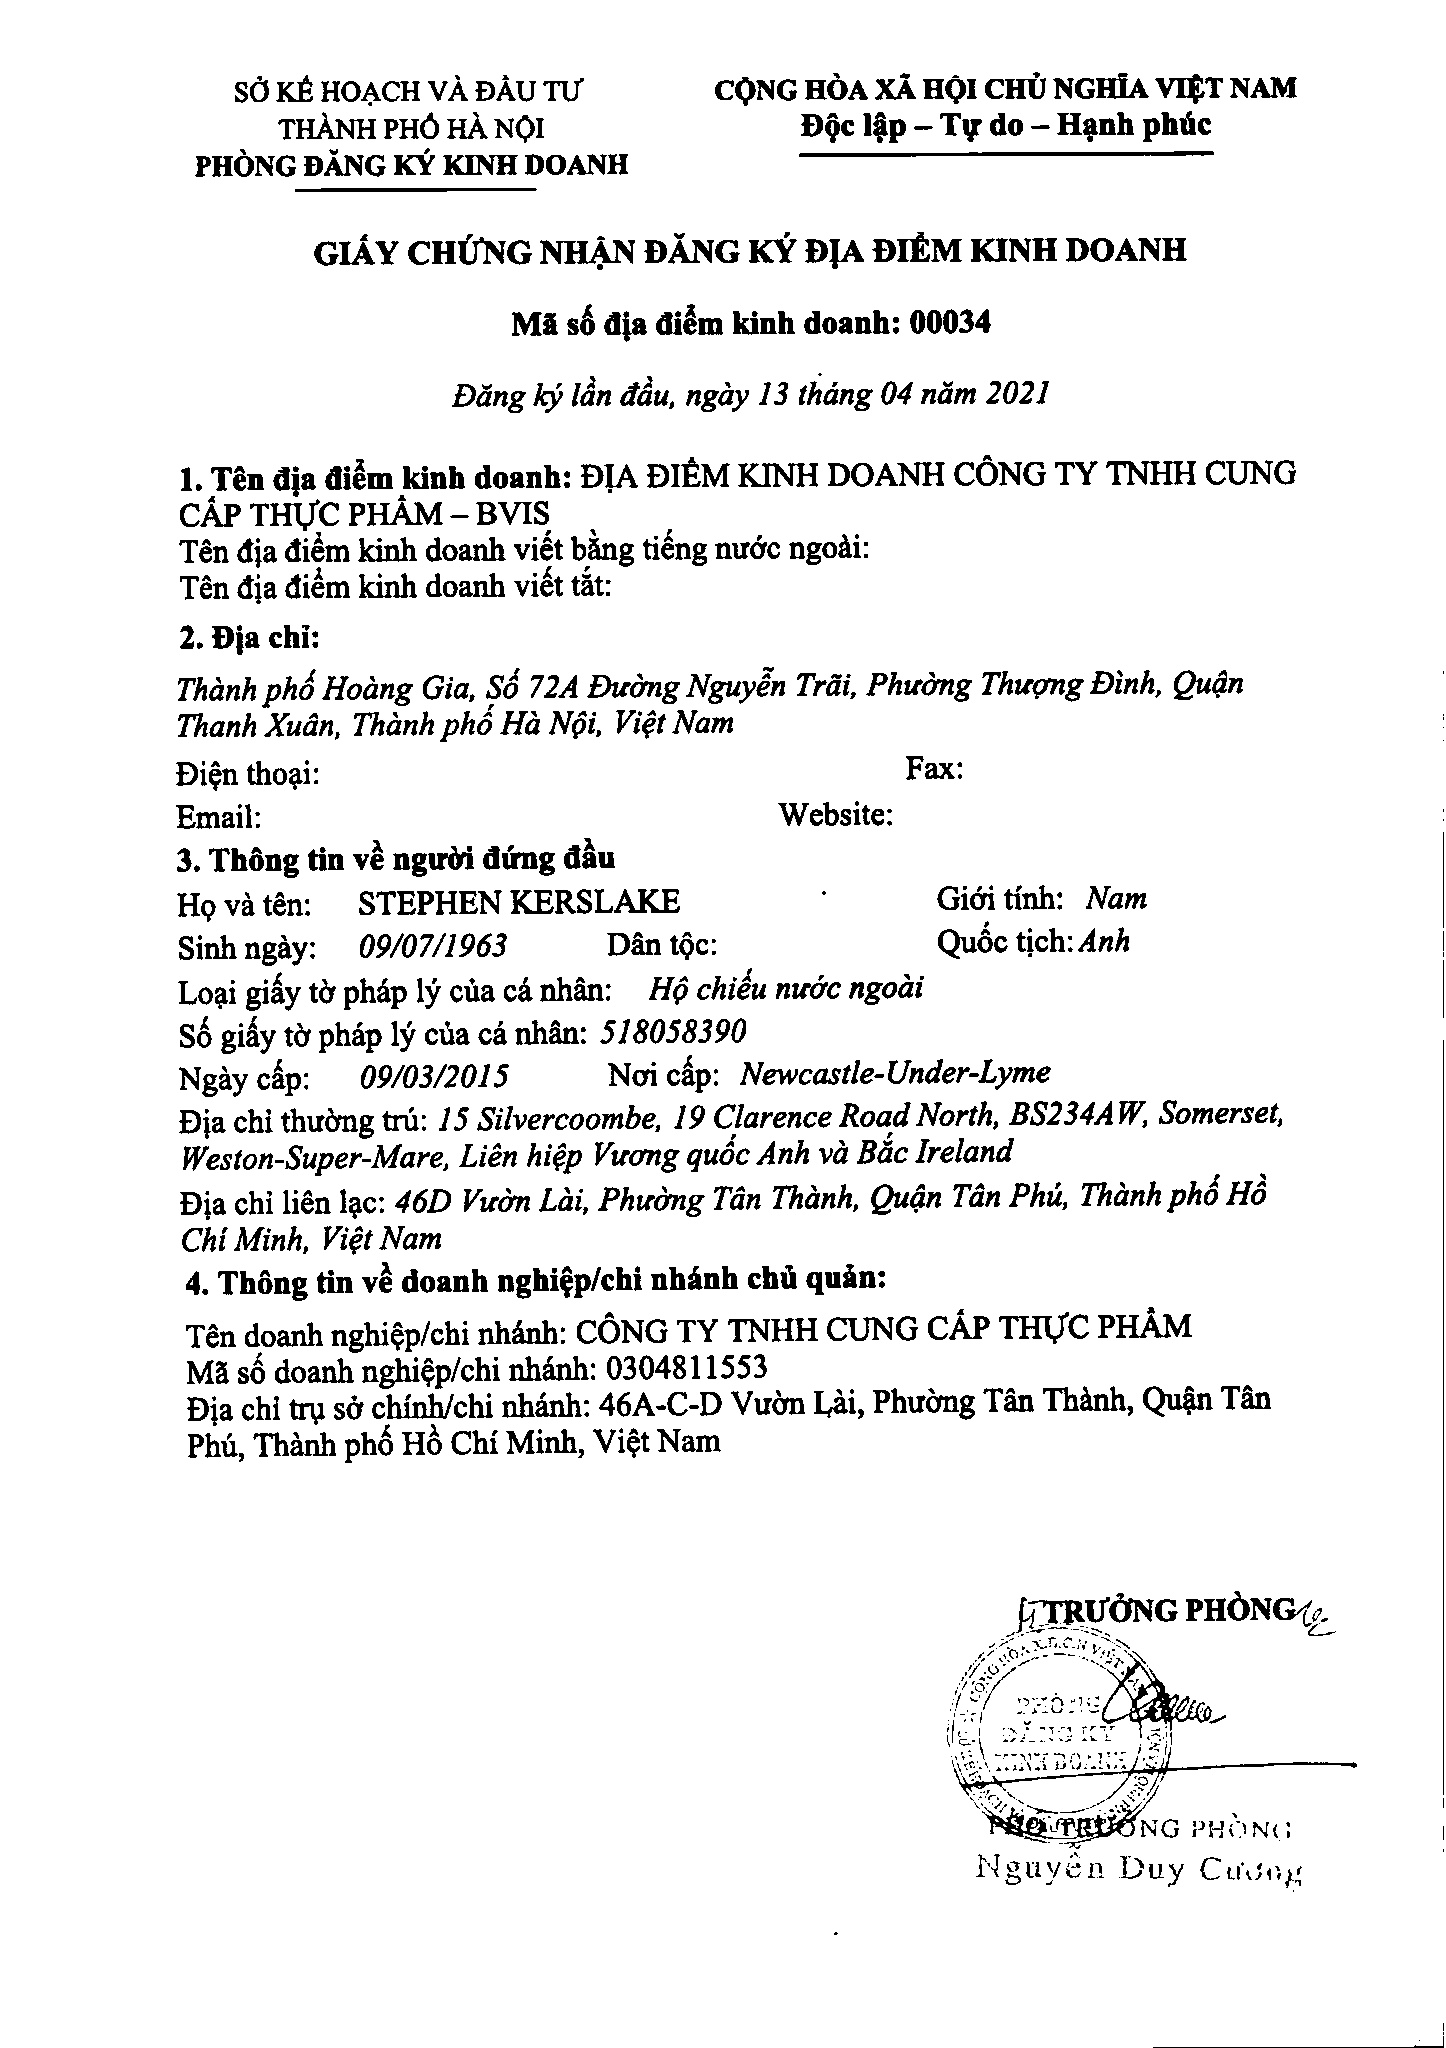 SỞ KẾ HOẠCH VÀ ĐẦU TƯ
THÀNH PHỐ HÀ NỘI
PHÒNG ĐĂNG KÝ KINH DOANH
CỘNG HÒA XÃ HỘI CHỦ NGHĨA VIỆT NAM
Độc lập – Tự do – Hạnh phúc
GIẤY CHỨNG NHẬN ĐĂNG KÝ ĐỊA ĐIỂM KINH DOANH
Mã số địa điểm kinh doanh: 00034
Đăng ký lần đầu, ngày 13 tháng 04 năm 2021
1. Tên địa điểm kinh doanh: ĐỊA ĐIỂM KINH DOANH CÔNG TY TNHH CUNG
CẤP THỰC PHẨM – BVIS
Tên địa điểm kinh doanh viết bằng tiếng nước ngoài:
Tên địa điểm kinh doanh viết tắt:
2. Địa chỉ:
Thành phố Hoàng Gia, Số 72A Đường Nguyễn Trãi, Phường Thượng Đình, Quận
Thanh Xuân, Thành phố Hà Nội, Việt Nam
Điện thoại: Fax:
Email: Website:
3. Thông tin về người đứng đầu
Họ và tên: STEPHEN KERSLAKE Giới tính: Nam
Sinh ngày: 09/07/1963 Dân tộc: Quốc tịch: Anh
Loại giấy tờ pháp lý của cá nhân: Hộ chiếu nước ngoài
Số giấy tờ pháp lý của cá nhân: 518058390
Ngày cấp: 09/03/2015 Nơi cấp: Newcastle-Under-Lyme
Địa chỉ thường trú: 15 Silvercoombe, 19 Clarence Road North, BS234AW, Somerset,
Weston-Super-Mare, Liên hiệp Vương quốc Anh và Bắc Ireland
Địa chỉ liên lạc: 46D Vườn Lài, Phường Tân Thành, Quận Tân Phú, Thành phố Hồ
Chí Minh, Việt Nam
4. Thông tin về doanh nghiệp/chi nhánh chủ quản:
Tên doanh nghiệp/chi nhánh: CÔNG TY TNHH CUNG CẤP THỰC PHẨM
Mã số doanh nghiệp/chi nhánh: 0304811553
Địa chỉ trụ sở chính/chi nhánh: 46A-C-D Vườn Lài, Phường Tân Thành, Quận Tân
Phú, Thành phố Hồ Chí Minh, Việt Nam
TRƯỞNG PHÒNG
PHÒNG
ĐĂNG KÝ
KINH DOANH
PHÓ TRƯỞNG PHÒNG
Nguyễn Duy Cương